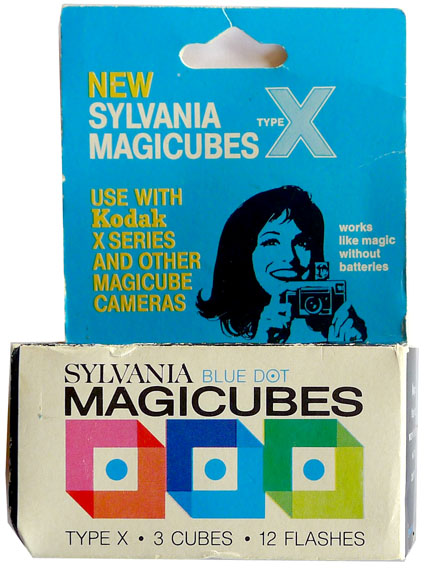 NEW
SYLVANIA
MAGICUBES
TYPE X
USE WITH
Kodak
X SERIES
AND OTHER
MAGICUBE
CAMERAS
works
like magic
without
batteries
SYLVANIA BLUE DOT
MAGICUBES
TYPE X • 3 CUBES • 12 FLASHES